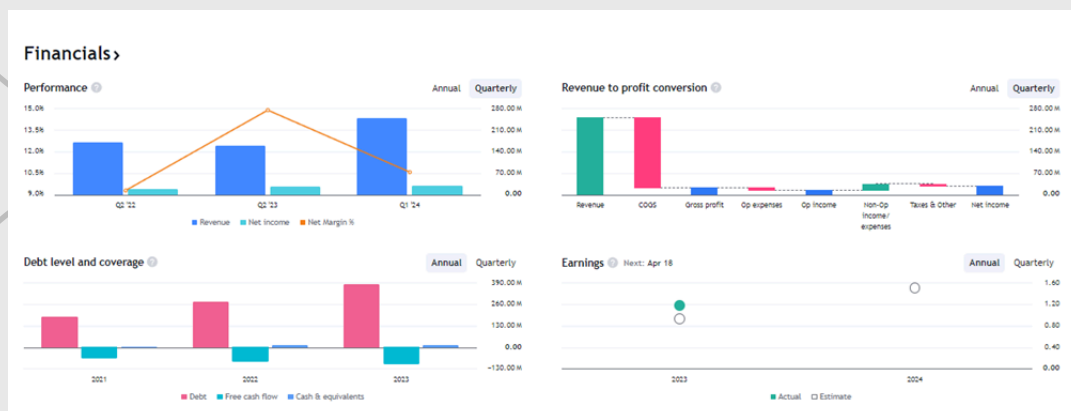 Financials›
Performance ?
Annual Quarterly
15.0%
13.5%
12.0%
10.5%
9.0%
280.00 M
210.00 M
140.00 M
70.00 M
0.00
Q2 '22 Q2 '23 Q1 '24
Revenue Net income Net Margin %
Revenue to profit conversion ?
Annual Quarterly
280.00 M
210.00 M
140.00 M
70.00 M
0.00
Revenue COGS Gross profit Op expenses Op income Non-Op Taxes & Other Net income
income/
expenses
Debt level and coverage ?
Annual Quarterly
390.00 M
260.00 M
130.00 M
0.00
−130.00 M
2021 2022 2023
Debt Free cash flow Cash & equivalents
Earnings ? Next: Apr 18
Annual Quarterly
1.60
1.20
0.80
0.40
0.00
2023 2024
Actual Estimate